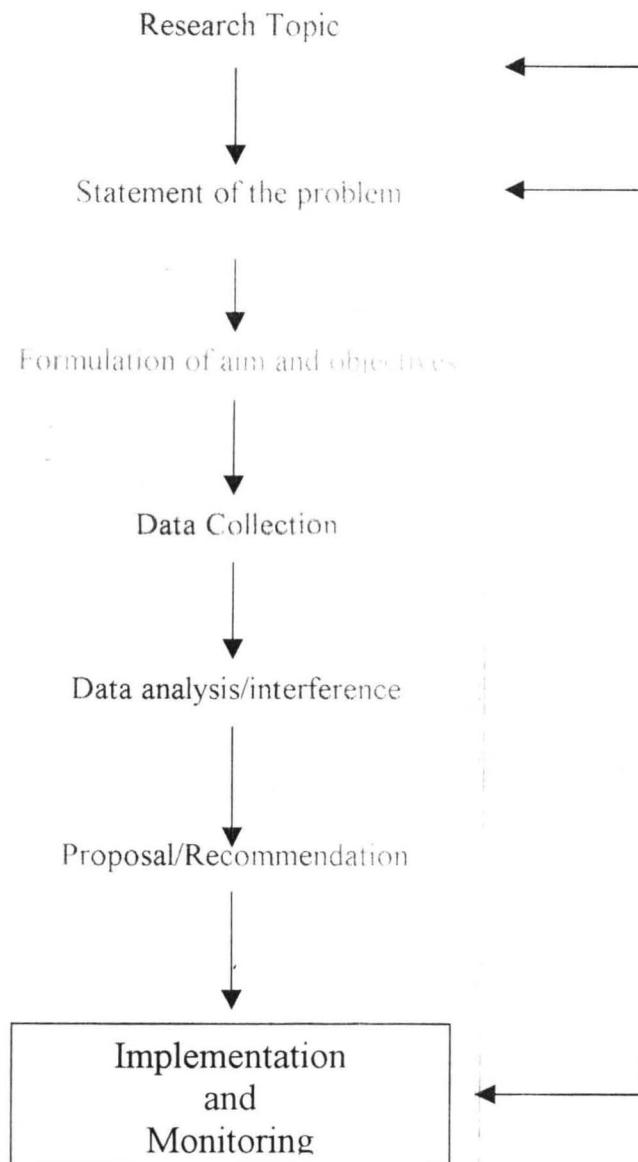 Research Topic
Statement of the problem
Formulation of aim and objectives
Data Collection
Data analysis/interference
Proposal/Recommendation
Implementation
and
Monitoring